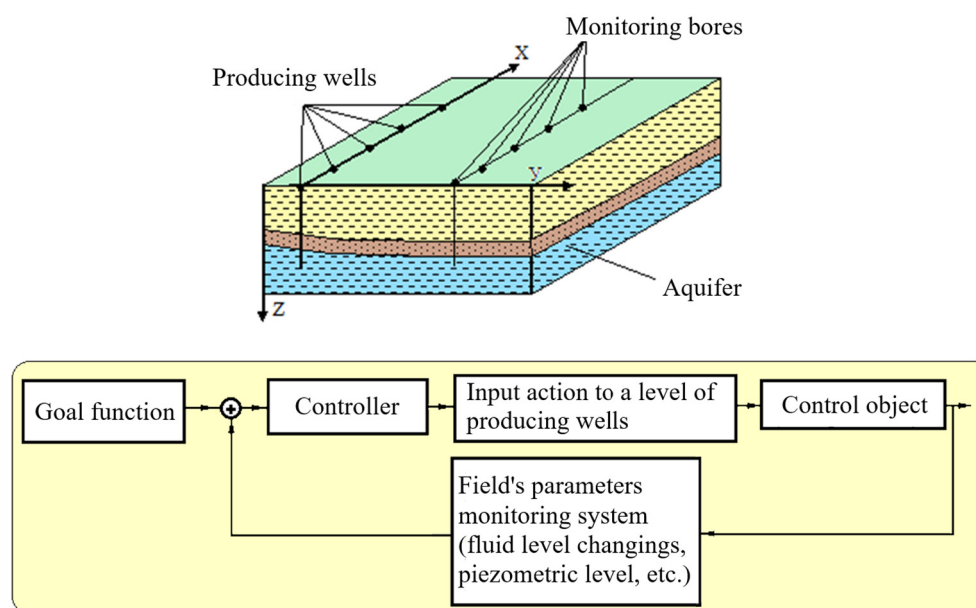 Monitoring bores
x
Producing wells
y
Aquifer
z
Goal function
Controller
Input action to a level of
producing wells
Control object
Field's parameters
monitoring system
(fluid level changings,
piezometric level, etc.)